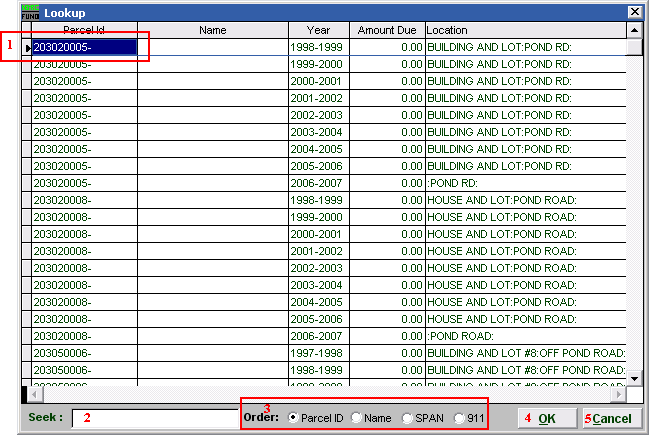 FUND Lookup
1
Parcel Id Name Year Amount Due Location
203020005- 1998-1999 0.00 BUILDING AND LOT:POND RD:
203020005- 1999-2000 0.00 BUILDING AND LOT:POND RD:
203020005- 2000-2001 0.00 BUILDING AND LOT:POND RD:
203020005- 2001-2002 0.00 BUILDING AND LOT:POND RD:
203020005- 2002-2003 0.00 BUILDING AND LOT:POND RD:
203020005- 2003-2004 0.00 BUILDING AND LOT:POND RD:
203020005- 2004-2005 0.00 BUILDING AND LOT:POND RD:
203020005- 2005-2006 0.00 BUILDING AND LOT:POND RD:
203020005- 2006-2007 0.00 :POND RD:
203020008- 1998-1999 0.00 HOUSE AND LOT:POND ROAD:
203020008- 1999-2000 0.00 HOUSE AND LOT:POND ROAD:
203020008- 2000-2001 0.00 HOUSE AND LOT:POND ROAD:
203020008- 2001-2002 0.00 HOUSE AND LOT:POND ROAD:
203020008- 2002-2003 0.00 HOUSE AND LOT:POND ROAD:
203020008- 2003-2004 0.00 HOUSE AND LOT:POND ROAD:
203020008- 2004-2005 0.00 HOUSE AND LOT:POND ROAD:
203020008- 2005-2006 0.00 HOUSE AND LOT:POND ROAD:
203020008- 2006-2007 0.00 :POND ROAD:
203050006- 1997-1998 0.00 BUILDING AND LOT #8:OFF POND ROAD:
203050006- 1998-1999 0.00 BUILDING AND LOT #8:OFF POND ROAD:
Seek : 2 Order: 3 Parcel ID Name SPAN 911 4 OK 5 Cancel